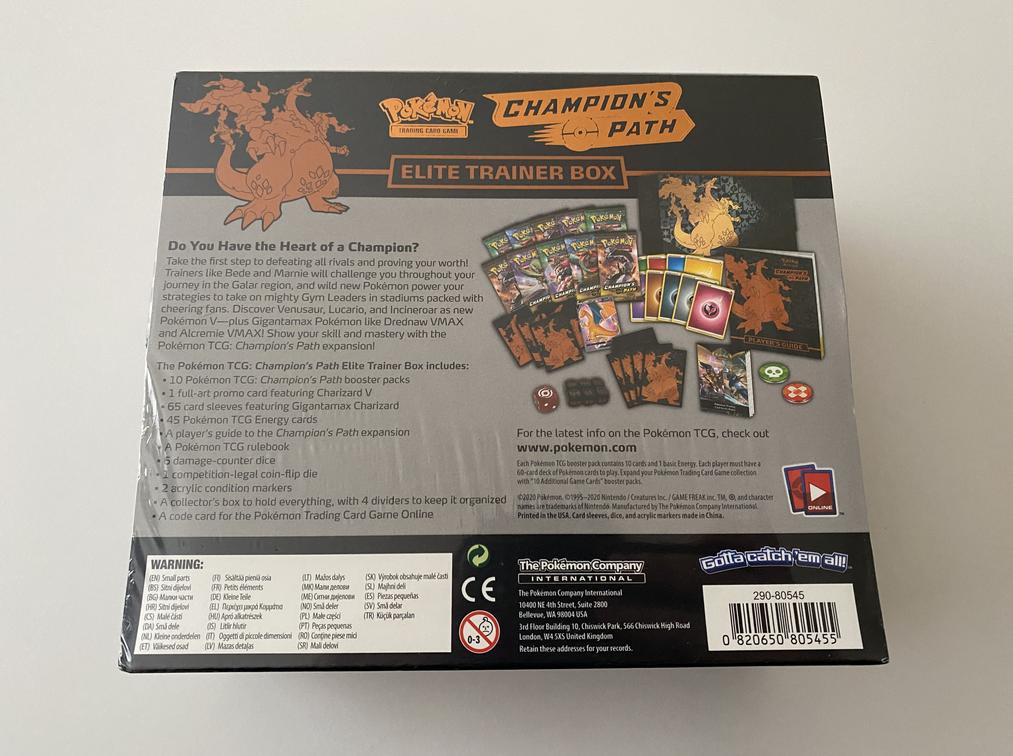 Pokémon
TRADING CARD GAME
CHAMPION'S
PATH
ELITE TRAINER BOX
Do You Have the Heart of a Champion?
Take the first step to defeating all rivals and proving your worth!
Trainers like Bede and Marnie will challenge you throughout your
journey in the Galar region, and wild new Pokémon power your
strategies to take on mighty Gym Leaders in stadiums packed with
cheering fans. Discover Venusaur, Lucario, and Incineroar as new
Pokémon V—plus Gigantamax Pokémon like Drednaw VMAX
and Alcremie VMAX! Show your skill and mastery with the
Pokémon TCG: Champion's Path expansion!
The Pokémon TCG: Champion's Path Elite Trainer Box includes:
• 10 Pokémon TCG: Champion's Path booster packs
• 1 full-art promo card featuring Charizard V
• 65 card sleeves featuring Gigantamax Charizard
• 45 Pokémon TCG Energy cards
• A player's guide to the Champion's Path expansion
• A Pokémon TCG rulebook
• 6 damage-counter dice
• 1 competition-legal coin-flip die
• 2 acrylic condition markers
• A collector's box to hold everything, with 4 dividers to keep it organized
• A code card for the Pokémon Trading Card Game Online
CHAMPION'S
PATH
PLAYER'S GUIDE
For the latest info on the Pokémon TCG, check out
www.pokemon.com
Each Pokémon TCG booster pack contains 10 cards and 1 basic Energy. Each player must have a
60-card deck of Pokémon cards to play. Expand your Pokémon Trading Card Game collection
with "10 Additional Game Cards" booster packs.
©2020 Pokémon. ©1995–2020 Nintendo / Creatures Inc. / GAME FREAK inc. TM, ®, and character
names are trademarks of Nintendo. Manufactured by The Pokémon Company International.
Printed in the USA. Card sleeves, dice, and acrylic markers made in China.
ONLINE
WARNING:
(EN) Small parts
(BS) Sitni dijelovi
(BG) Малки части
(HR) Sitni dijelovi
(CS) Malé části
(DA) Små dele
(NL) Kleine onderdelen
(ET) Väikesed osad
(FI) Sisältää pieniä osia
(FR) Petits éléments
(DE) Kleine Teile
(EL) Περιέχει μικρά Κομμάτια
(HU) Apró alkatrészek
(IS) Litlir hlutir
(IT) Oggetti di piccole dimensioni
(LV) Mazas detaļas
(LT) Mažos dalys
(MK) Мали делови
(ME) Ситни дијелови
(NO) Små deler
(PL) Małe części
(PT) Peças pequenas
(RO) Conține piese mici
(SR) Mali delovi
(SK) Výrobok obsahuje malé časti
(SL) Majhni deli
(ES) Piezas pequeñas
(SV) Små delar
(TR) Küçük parçalan
CE
0-3
The Pokémon Company
INTERNATIONAL
The Pokémon Company International
10400 NE 4th Street, Suite 2800
Bellevue, WA 98004 USA
3rd Floor Building 10, Chiswick Park, 566 Chiswick High Road
London, W4 5XS United Kingdom
Retain these addresses for your records.
Gotta catch 'em all!
290-80545
0 820650 805455